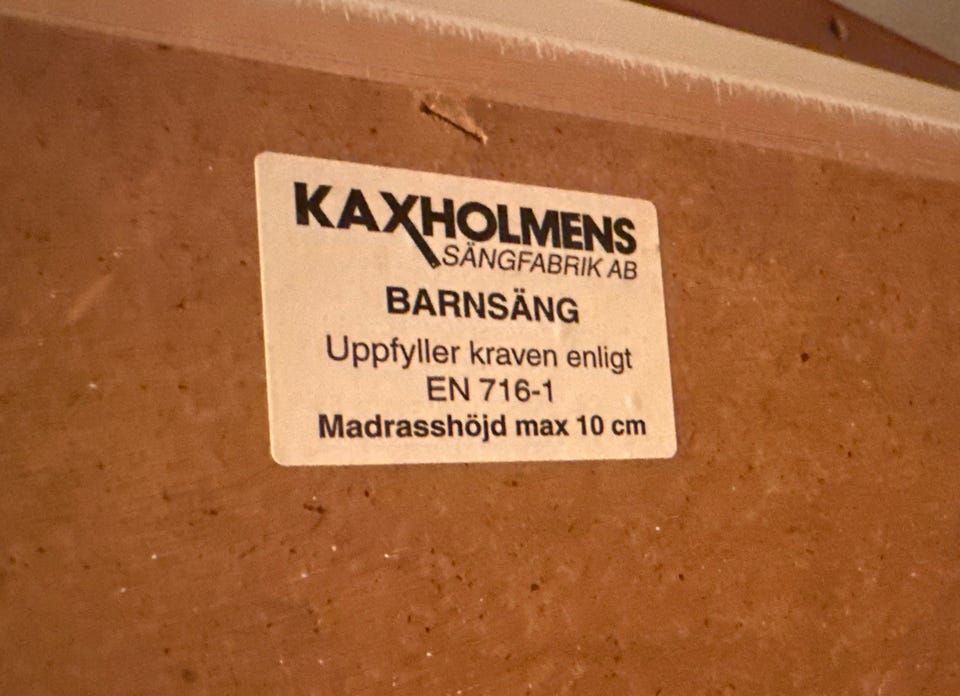 KAXHOLMENS
SÄNGFABRIK AB
BARNSÄNG
Uppfyller kraven enligt
EN 716-1
Madrasshöjd max 10 cm